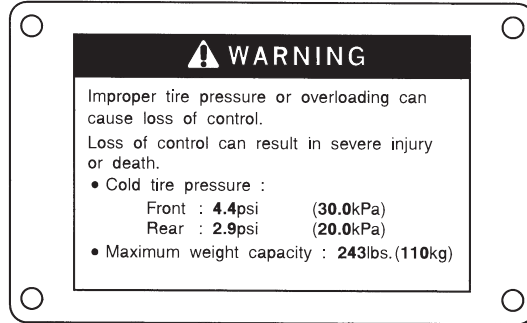 WARNING
Improper tire pressure or overloading can
cause loss of control.
Loss of control can result in severe injury
or death.
• Cold tire pressure :
Front : 4.4psi (30.0kPa)
Rear : 2.9psi (20.0kPa)
• Maximum weight capacity : 243lbs.(110kg)